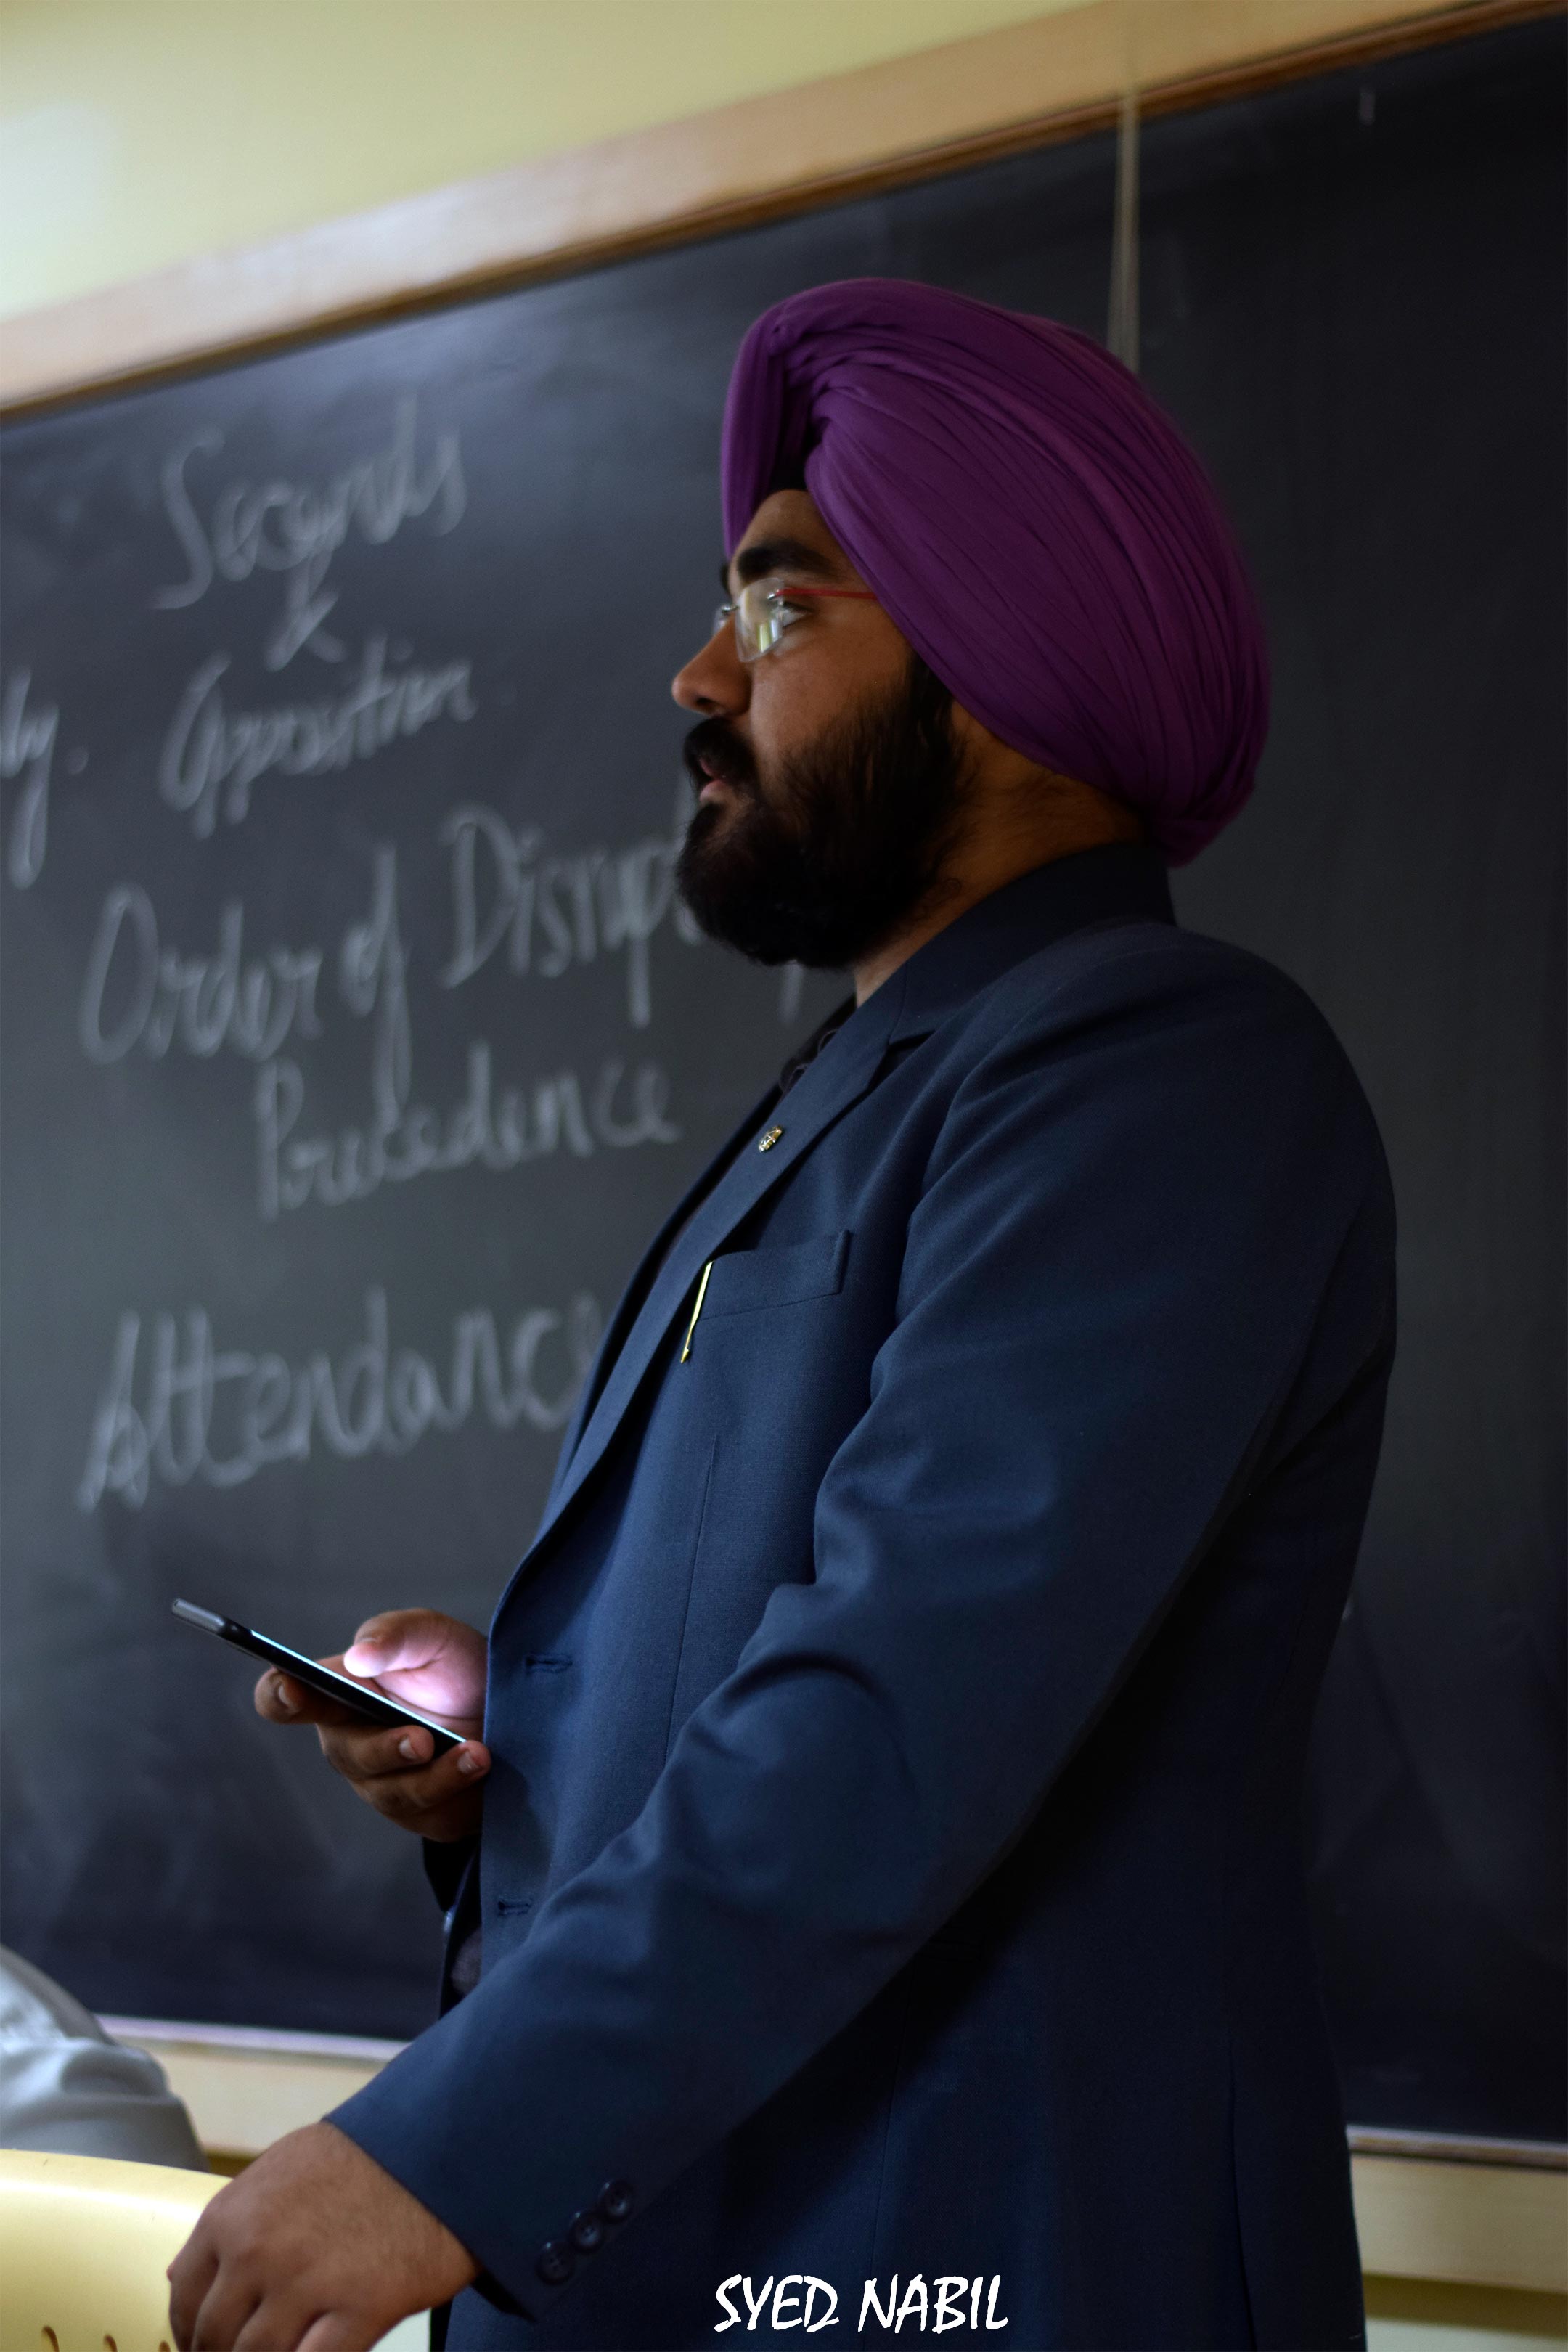 Seconds
&
Opposition
Order of
Precedence
Attendance
SYED NABIL